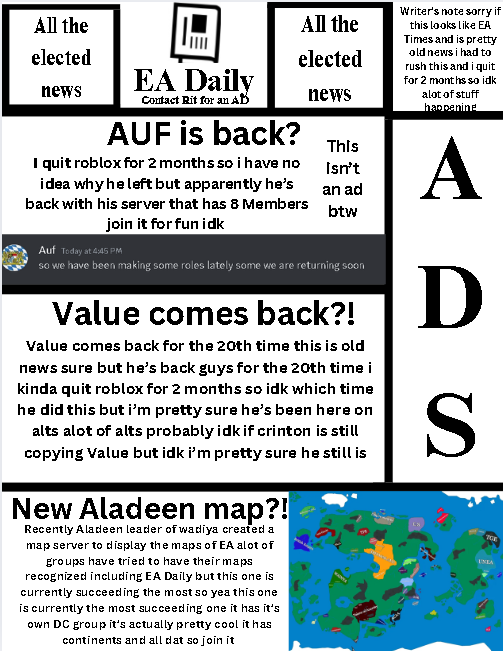 All the
elected
news
EA Daily
Contact Rit for an AD
All the
elected
news
Writer's note sorry if
this looks like EA
Times and is pretty
old news i had to
rush this and i quit
for 2 months so idk
alot of stuff
happening
AUF is back?
I quit roblox for 2 months so i have no
idea why he left but apparently he's
back with his server that has 8 Members
join it for fun idk
This
isn't
an ad
btw
Auf Today at 4:45 PM
so we have been making some roles lately some we are returning soon
A
D
S
Value comes back?!
Value comes back for the 20th time this is old
news sure but he's back guys for the 20th time i
kinda quit roblox for 2 months so idk which time
he did this but i'm pretty sure he's been here on
alts alot of alts probably idk if crinton is still
copying Value but idk i'm pretty sure he still is
New Aladeen map?!
Recently Aladeen leader of wadiya created a
map server to display the maps of EA alot of
groups have tried to have their maps
recognized including EA Daily but this one is
currently succeeding the most so yea this one
is currently the most succeeding one it has it's
own DC group it's actually pretty cool it has
continents and all dat so join it